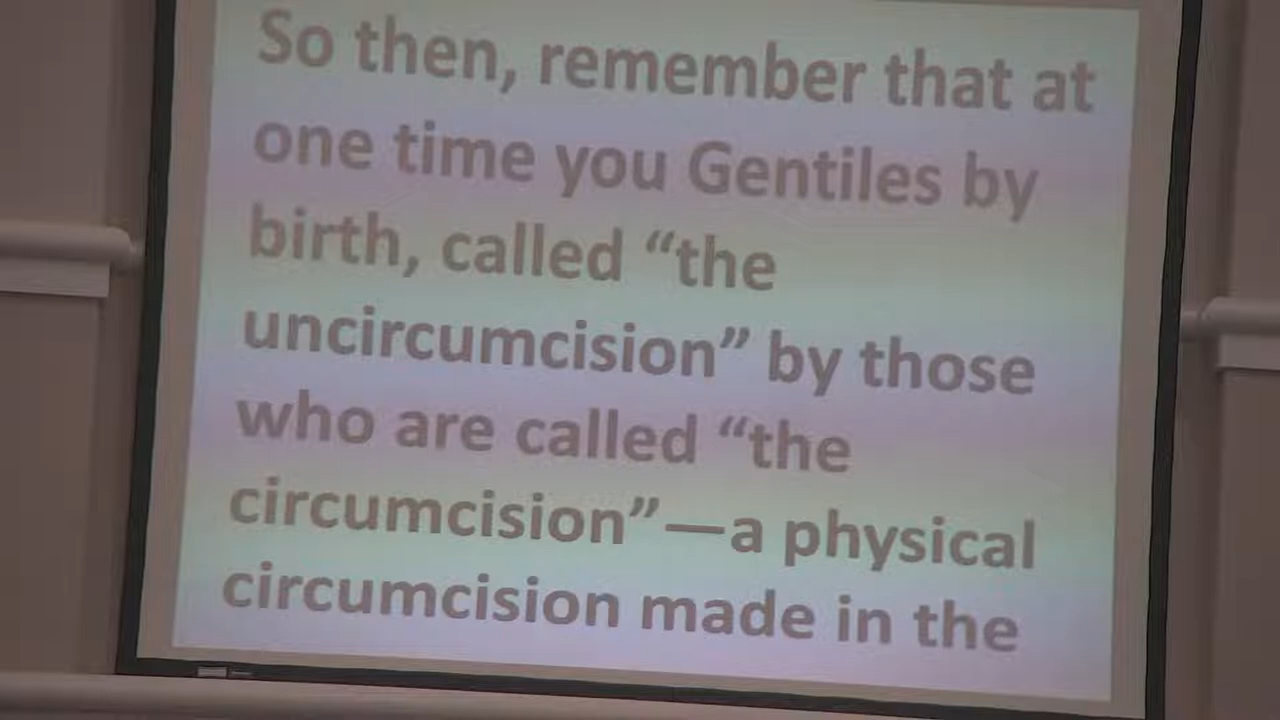 So then, remember that at
one time you Gentiles by
birth, called “the
uncircumcision” by those
who are called “the
circumcision”—a physical
circumcision made in the